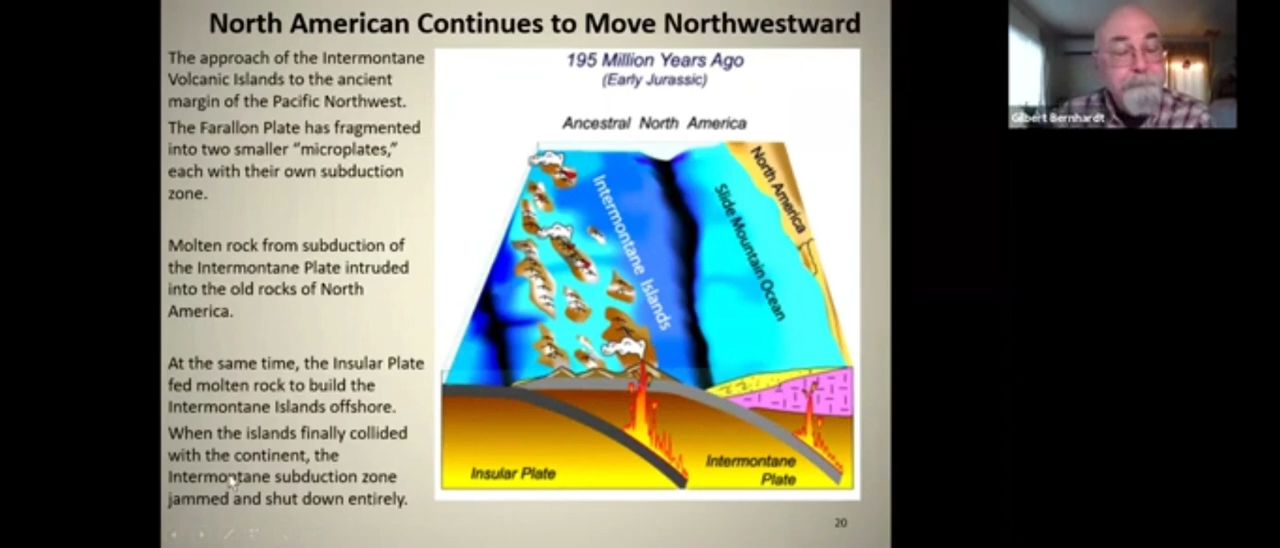 North American Continues to Move Northwestward
The approach of the Intermontane
Volcanic Islands to the ancient
margin of the Pacific Northwest.
The Farallon Plate has fragmented
into two smaller “microplates,”
each with their own subduction
zone.
Molten rock from subduction of
the Intermontane Plate intruded
into the old rocks of North
America.
At the same time, the Insular Plate
fed molten rock to build the
Intermontane Islands offshore.
When the islands finally collided
with the continent, the
Intermontane subduction zone
jammed and shut down entirely.
195 Million Years Ago
(Early Jurassic)
Ancestral North America
North America
Intermontane Islands
Slide Mountain Ocean
Insular Plate
Intermontane
Plate
20
Gilbert Bernhardt